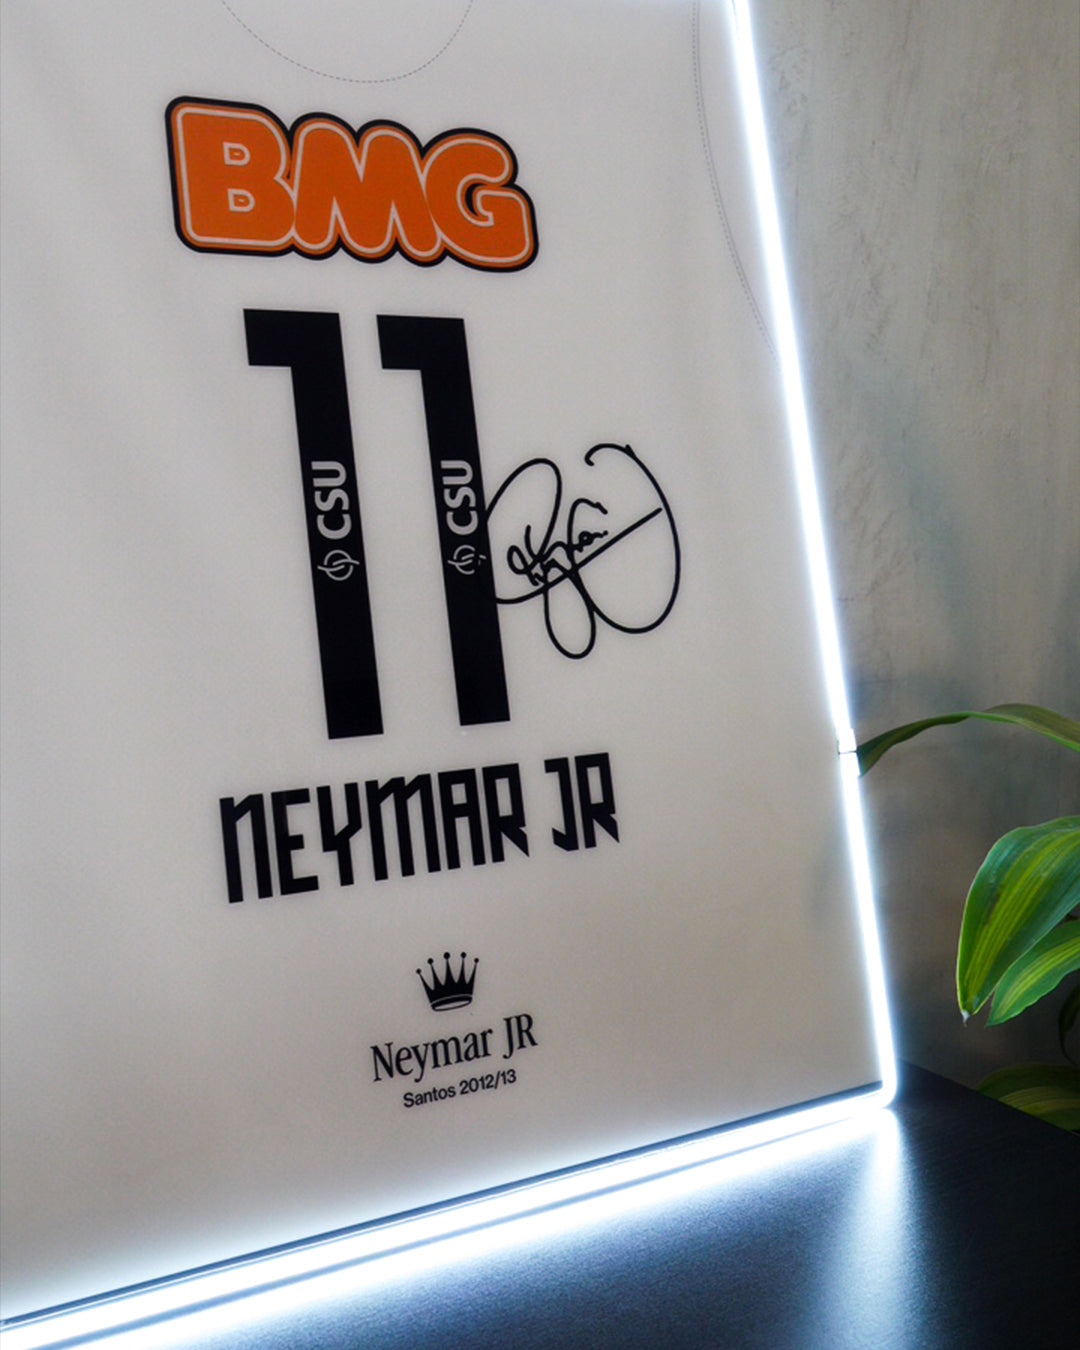 BMG
11
CSU CSU
NEYMAR JR
Neymar JR
Santos 2012/13